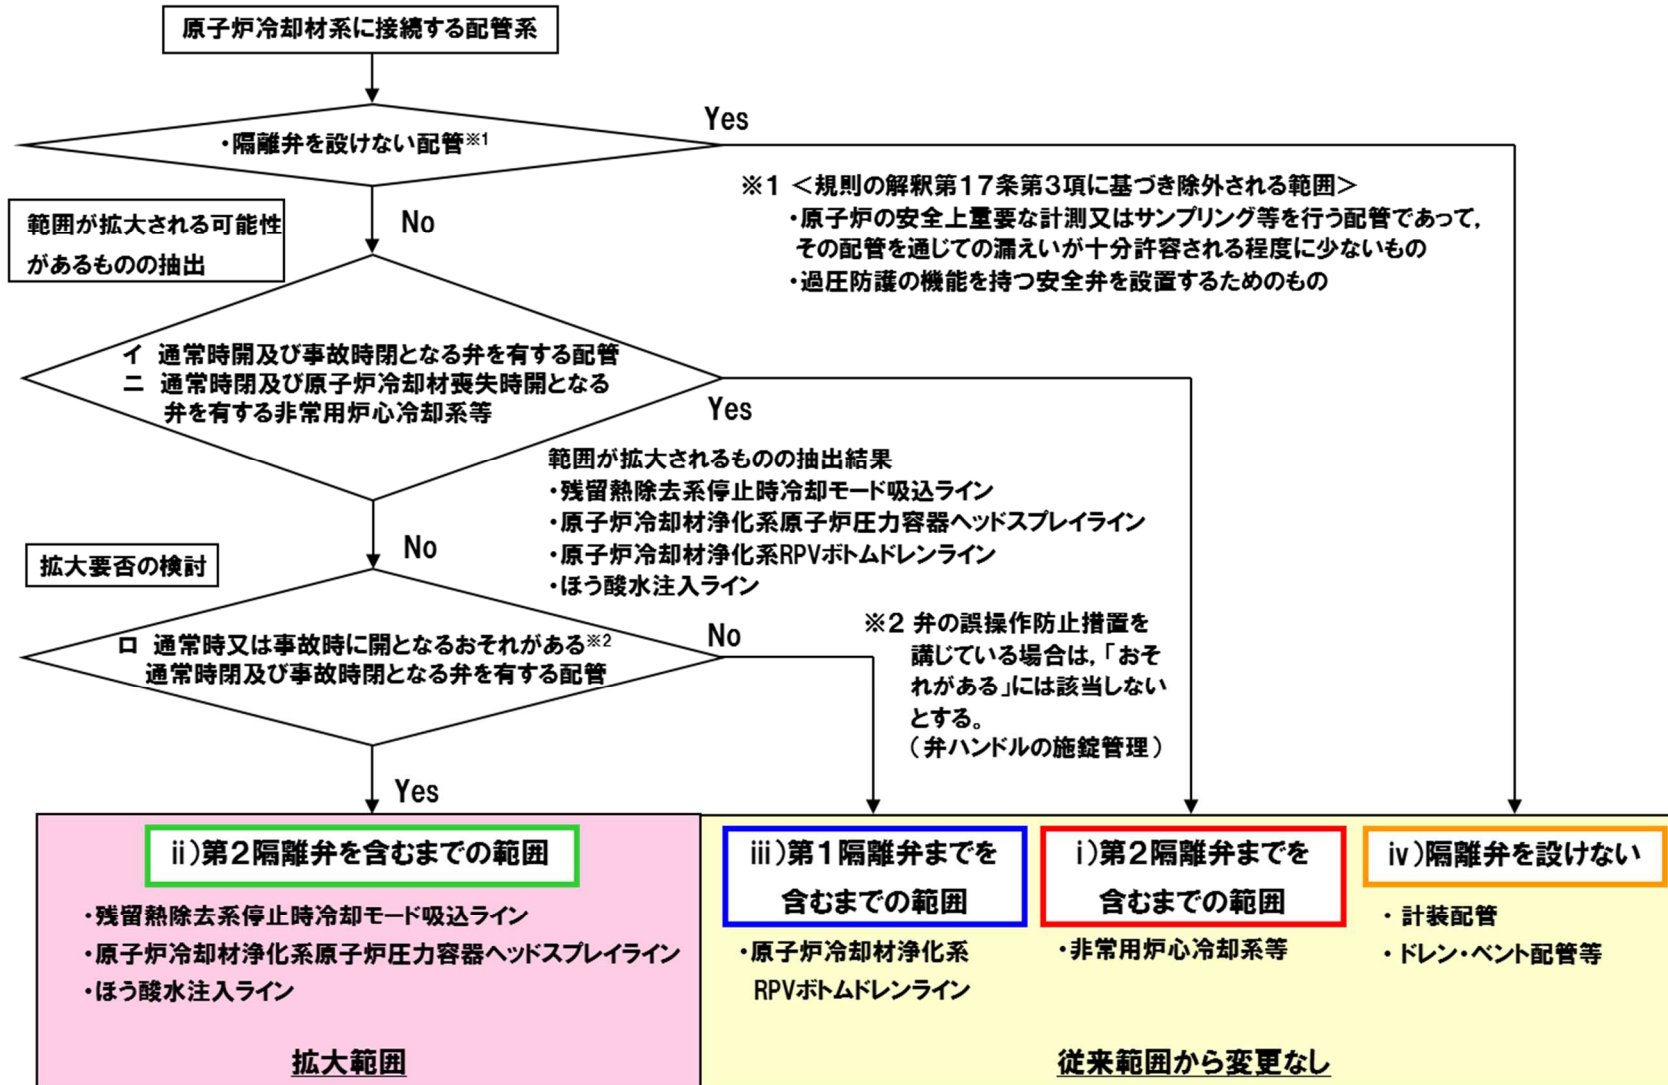 原子炉冷却材系に接続する配管系
・隔離弁を設けない配管※1
Yes
※1 ＜規則の解釈第17条第3項に基づき除外される範囲＞
・原子炉の安全上重要な計測又はサンプリング等を行う配管であって，
その配管を通じての漏えいが十分許容される程度に少ないもの
・過圧防護の機能を持つ安全弁を設置するためのもの
No
範囲が拡大される可能性
があるものの抽出
イ 通常時開及び事故時閉となる弁を有する配管
ニ 通常時閉及び原子炉冷却材喪失時開となる
弁を有する非常用炉心冷却系等
Yes
範囲が拡大されるものの抽出結果
・残留熱除去系停止時冷却モード吸込ライン
・原子炉冷却材浄化系原子炉圧力容器ヘッドスプレイライン
・原子炉冷却材浄化系RPVボトムドレンライン
・ほう酸水注入ライン
No
拡大要否の検討
ロ 通常時又は事故時に開となるおそれがある※2
通常時閉及び事故時閉となる弁を有する配管
No
※2 弁の誤操作防止措置を
講じている場合は，「おそ
れがある」には該当しない
とする。
（弁ハンドルの施錠管理）
Yes
ⅱ)第2隔離弁を含むまでの範囲
・残留熱除去系停止時冷却モード吸込ライン
・原子炉冷却材浄化系原子炉圧力容器ヘッドスプレイライン
・ほう酸水注入ライン
拡大範囲
ⅲ)第1隔離弁までを
含むまでの範囲
・原子炉冷却材浄化系
RPVボトムドレンライン
ⅰ)第2隔離弁までを
含むまでの範囲
・非常用炉心冷却系等
ⅳ)隔離弁を設けない
・計装配管
・ドレン・ベント配管等
従来範囲から変更なし